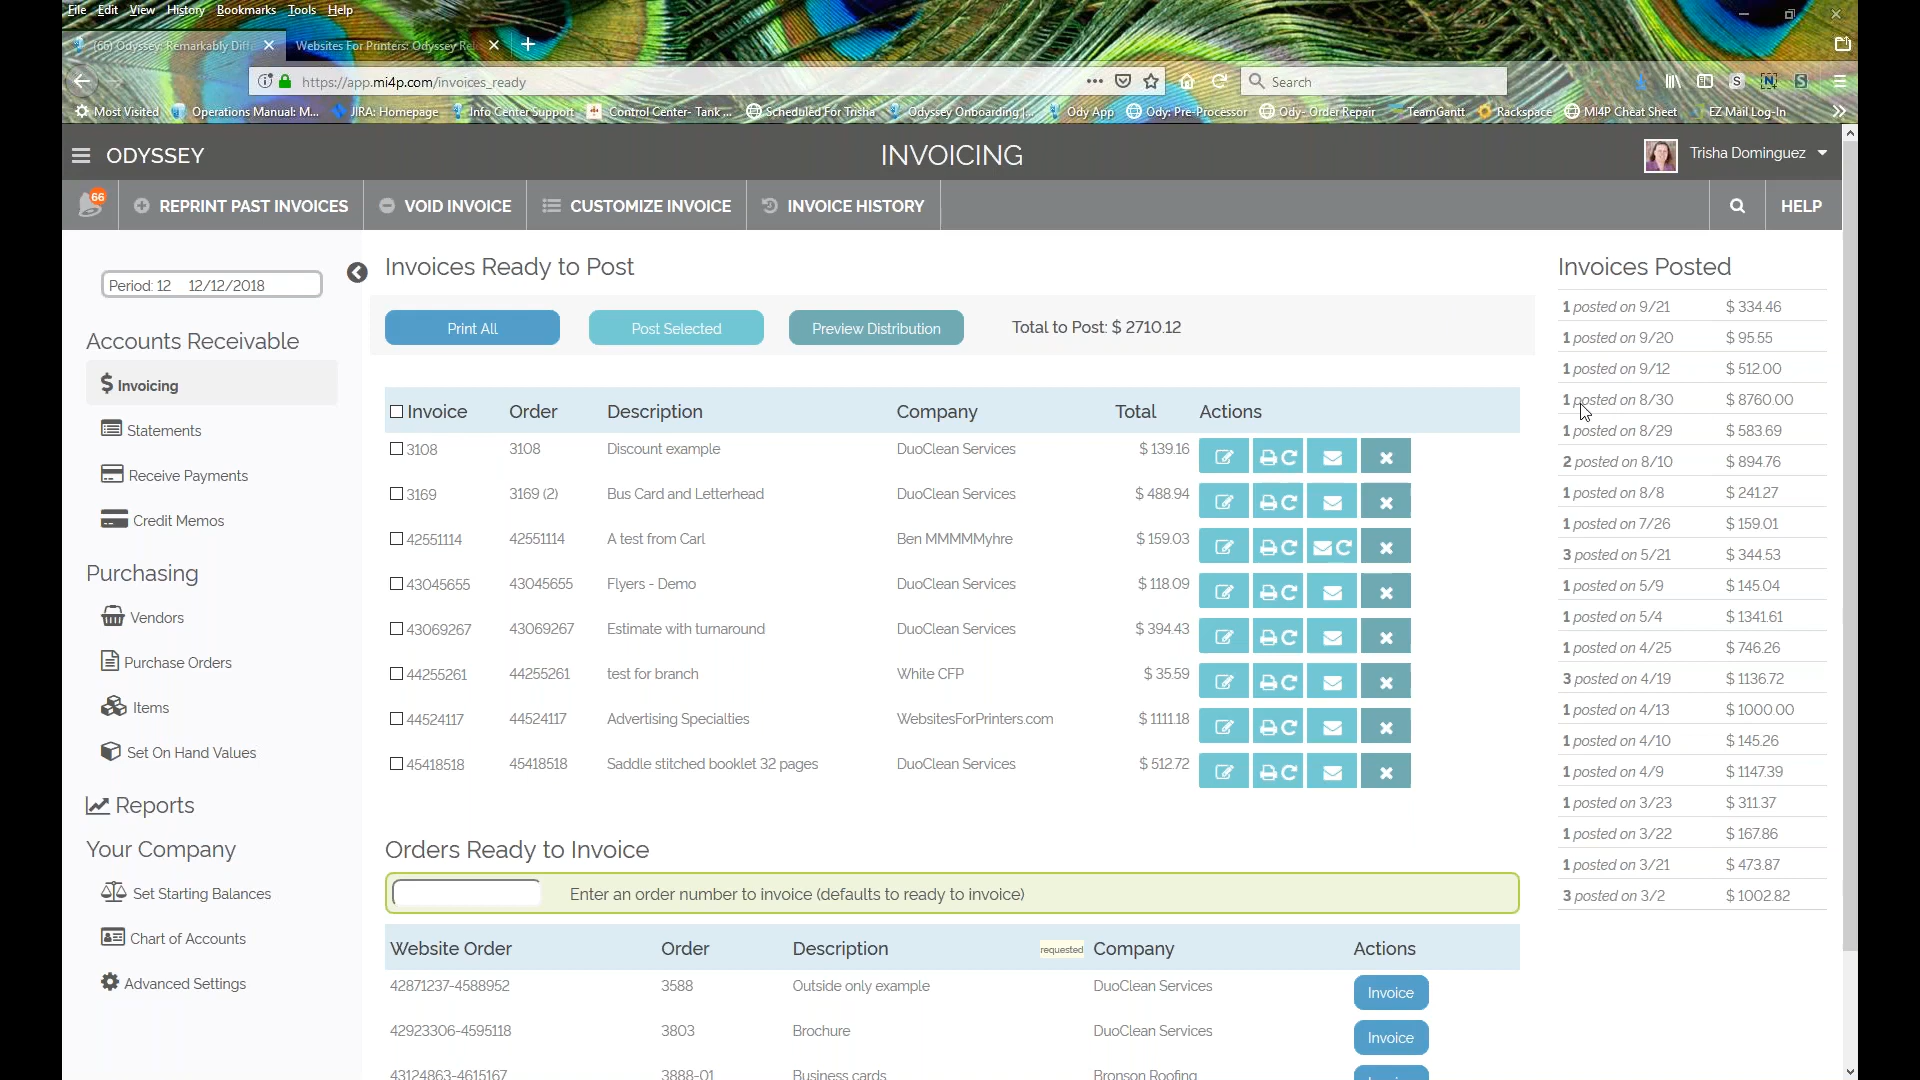 File Edit View History Bookmarks Tools Help
(66) Odyssey: Remarkably Diffe
Websites For Printers: Odyssey Rel
https://app.mi4p.com/invoices_ready
Search
Most Visited
Operations Manual: M...
JIRA: Homepage
Info Center Support
Control Center- Tank ...
Scheduled For Trisha
Odyssey Onboarding |...
Ody App
Ody: Pre-Processor
Ody- Order Repair
TeamGantt
Rackspace
MI4P Cheat Sheet
EZ Mail Log-In
ODYSSEY
INVOICING
Trisha Dominguez
66
REPRINT PAST INVOICES
VOID INVOICE
CUSTOMIZE INVOICE
INVOICE HISTORY
HELP
Period: 12 12/12/2018
Accounts Receivable
Invoicing
Statements
Receive Payments
Credit Memos
Purchasing
Vendors
Purchase Orders
Items
Set On Hand Values
Reports
Your Company
Set Starting Balances
Chart of Accounts
Advanced Settings
Invoices Ready to Post
Print All
Post Selected
Preview Distribution
Total to Post: $ 2710.12
Invoice Order Description Company Total Actions
3108 3108 Discount example DuoClean Services $ 139.16
3169 3169 (2) Bus Card and Letterhead DuoClean Services $ 488.94
42551114 42551114 A test from Carl Ben MMMMMyhre $ 159.03
43045655 43045655 Flyers - Demo DuoClean Services $ 118.09
43069267 43069267 Estimate with turnaround DuoClean Services $ 394.43
44255261 44255261 test for branch White CFP $ 35.59
44524117 44524117 Advertising Specialties WebsitesForPrinters.com $ 1111.18
45418518 45418518 Saddle stitched booklet 32 pages DuoClean Services $ 512.72
Orders Ready to Invoice
Enter an order number to invoice (defaults to ready to invoice)
Website Order Order Description requested Company Actions
42871237-4588952 3588 Outside only example DuoClean Services Invoice
42923306-4595118 3803 Brochure DuoClean Services Invoice
43124863-4615167 3888-01 Business cards Bronson Roofing
Invoices Posted
1 posted on 9/21 $ 334.46
1 posted on 9/20 $ 95.55
1 posted on 9/12 $ 512.00
1 posted on 8/30 $ 8760.00
1 posted on 8/29 $ 583.69
2 posted on 8/10 $ 894.76
1 posted on 8/8 $ 241.27
1 posted on 7/26 $ 159.01
3 posted on 5/21 $ 344.53
1 posted on 5/9 $ 145.04
1 posted on 5/4 $ 1341.61
1 posted on 4/25 $ 746.26
3 posted on 4/19 $ 1136.72
1 posted on 4/13 $ 1000.00
1 posted on 4/10 $ 145.26
1 posted on 4/9 $ 1147.39
1 posted on 3/23 $ 311.37
1 posted on 3/22 $ 167.86
1 posted on 3/21 $ 473.87
3 posted on 3/2 $ 1002.82